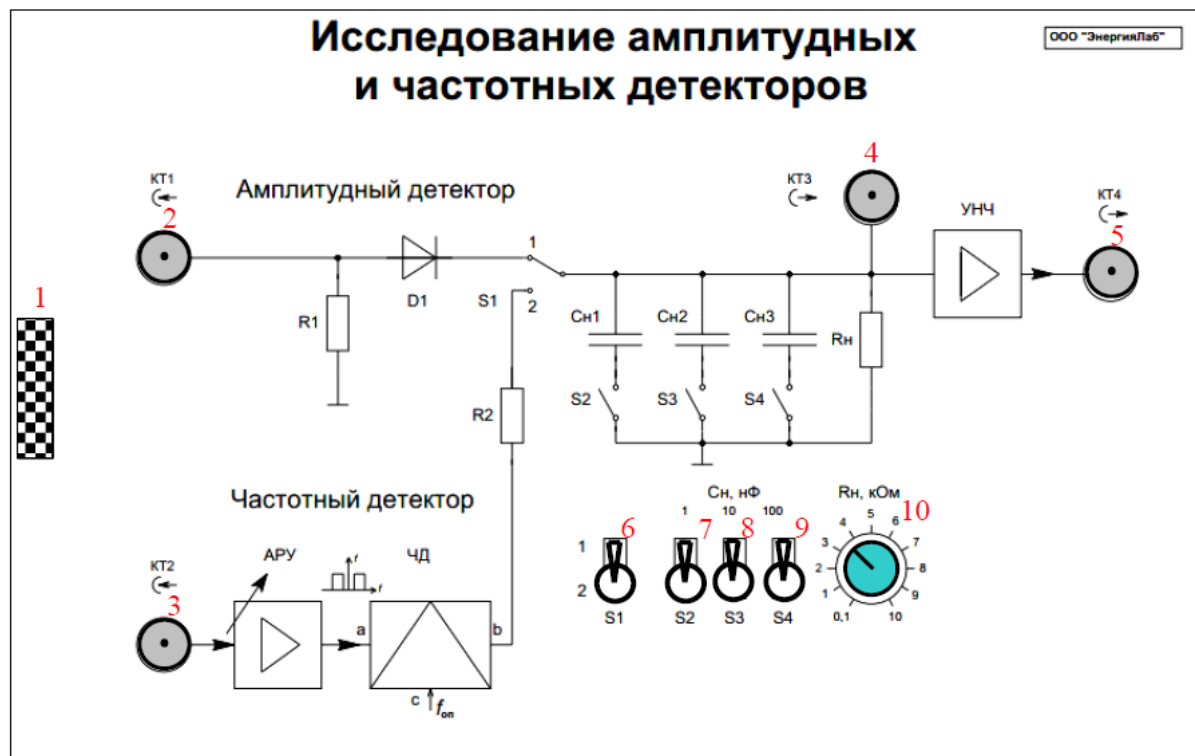 Исследование амплитудных
и частотных детекторов
ООО "ЭнергияЛаб"
КТ1
2
Амплитудный детектор
КТ3
4
УНЧ
КТ4
5
1
D1
1
S1
2
R1
Сн1
Сн2
Сн3
Rн
S2
S3
S4
R2
1
Частотный детектор
КТ2
3
АРУ
f
f
ЧД
a
b
c
fоп
Сн, нФ
1 10 100
6
7
8
9
1
2
S1
S2
S3
S4
Rн, кОм
10
0,1
1
2
3
4
5
6
7
8
9
10